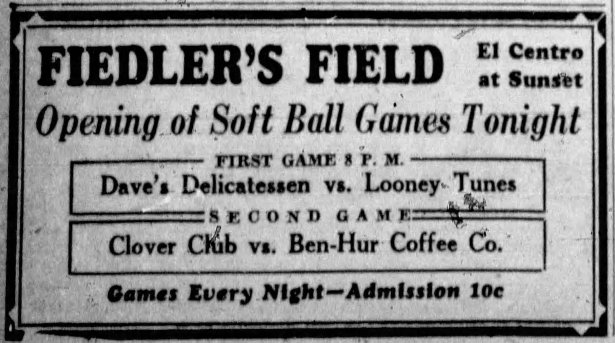 FIEDLER'S FIELD
El Centro
at Sunset
Opening of Soft Ball Games Tonight
FIRST GAME 8 P. M.
Dave's Delicatessen vs. Looney Tunes
SECOND GAME
Clover Club vs. Ben-Hur Coffee Co.
Games Every Night—Admission 10c